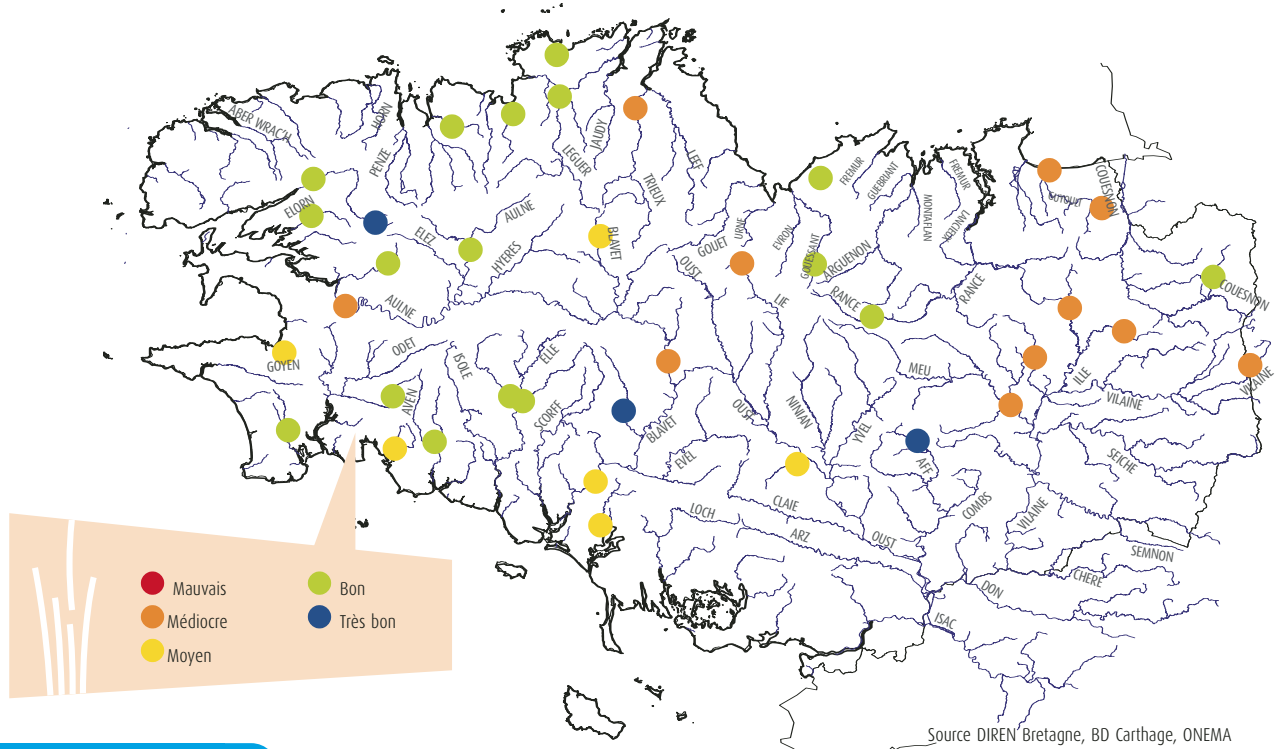 ABER WRAC'H
HORN
PENZE
JAUDY
LEGUER
LEFF
TRIEUX
FREMUR
GUEBRIANT
FREMUR
COUESNON
GUYOULT
ELORN
AULNE
ELEZ
HYERES
BLAVET
GOUET
URNE
EVRON
GOUESSANT
ARGUENON
OUST
LIE
RANCE
RANCE
COUESNON
AULNE
GOYEN
ODET
ISOLE
ELLE
AVEN
SCORFF
BLAVET
EVEL
OUST
NINIAN
YVEL
MEU
ILLE
VILAINE
VILAINE
AFF
SEICHE
COMBS
VILAINE
LOCH
CLAIE
ARZ
OUST
SEMNON
CHERE
DON
ISAC
Mauvais
Médiocre
Moyen
Bon
Très bon
Source DIREN Bretagne, BD Carthage, ONEMA